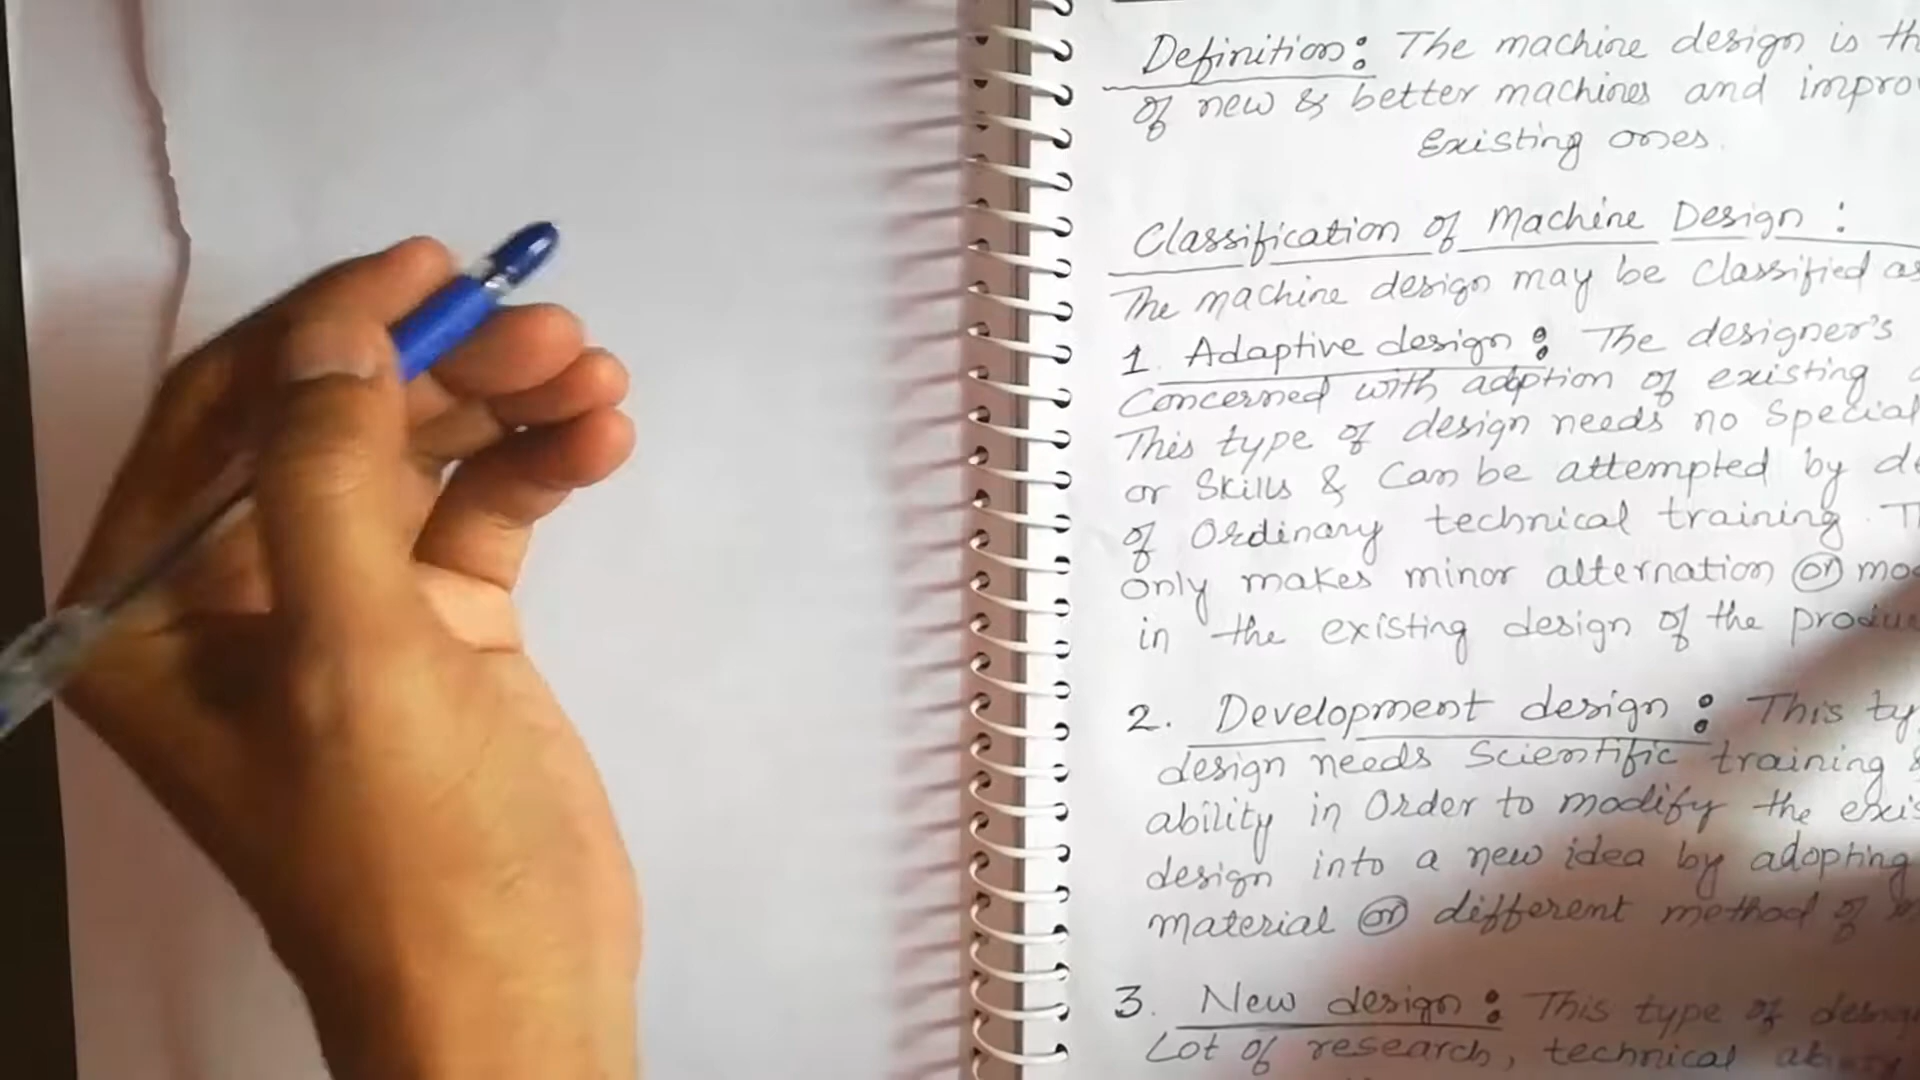 Definition: The machine design is
of new & better machines and
Existing ones.
Classification of Machine Design :
The machine design may be classified as
1. Adaptive design : The designer's
Concerned with adoption of existing
This type of design needs no Special
or Skills & Can be attempted by
of Ordinary technical training.
only makes minor alternation or
in the existing design of the
2. Development design : This
design needs Scientific training
ability in Order to modify the
design into a new idea by adopting
material or different method of
3. New design : This type of
Lot of research, technical